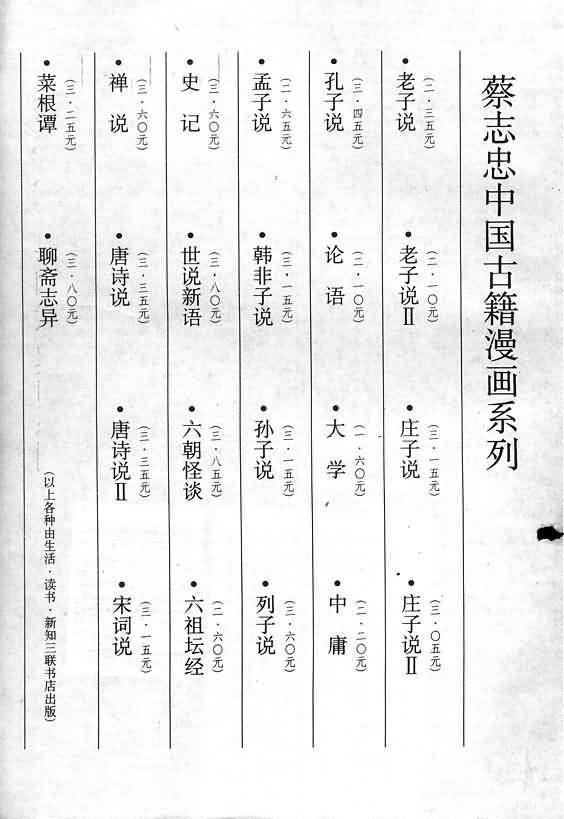 蔡志忠中国古籍漫画系列
•老子说（二·三五元）
•老子说Ⅱ（二·一〇元）
•庄子说（三·一五元）
•庄子说Ⅱ（三·〇五元）
•孔子说（三·四五元）
•论语（二·一〇元）
•大学（一·六〇元）
•中庸（二·二〇元）
•孟子说（二·六五元）
•韩非子说（三·一五元）
•孙子说（三·一五元）
•列子说（三·六〇元）
•史记（三·六〇元）
•世说新语（三·八〇元）
•六朝怪谈（三·八五元）
•六祖坛经（二·六〇元）
•禅说（三·六〇元）
•唐诗说（三·三五元）
•唐诗说Ⅱ（三·三五元）
•宋词说（三·一五元）
•菜根谭（三·二五元）
•聊斋志异（三·八〇元）
（以上各种由生活·读书·新知三联书店出版）